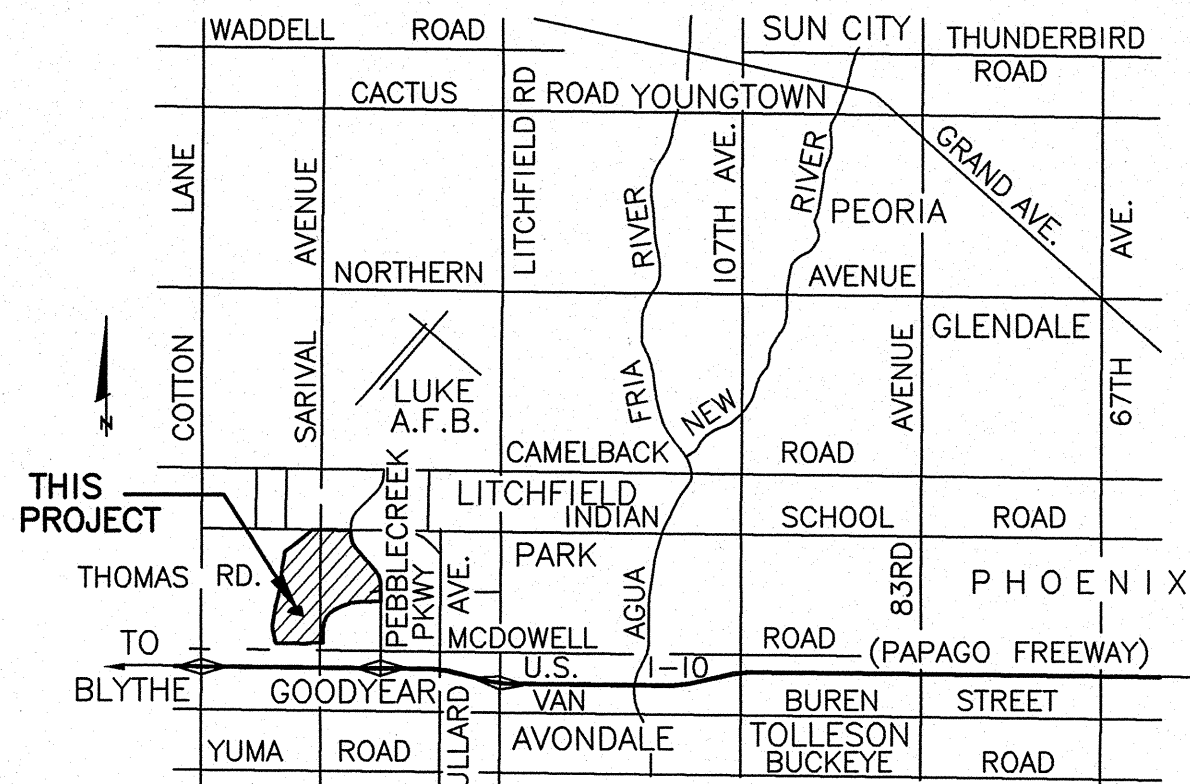 WADDELL ROAD
SUN CITY
THUNDERBIRD
ROAD
CACTUS ROAD
YOUNGTOWN
LITCHFIELD RD
LANE
AVENUE
RIVER
107TH AVE.
RIVER
PEORIA
GRAND AVE.
AVE.
NORTHERN AVENUE
GLENDALE
COTTON
SARIVAL
LUKE
A.F.B.
FRIA
NEW
AVENUE
67TH
N
CAMELBACK ROAD
THIS
PROJECT
PEBBLECREEK
PKWY
LITCHFIELD
INDIAN SCHOOL ROAD
PARK
THOMAS RD.
AVE.
AGUA
83RD
PHOENIX
MCDOWELL ROAD
(PAPAGO FREEWAY)
TO
BLYTHE
U.S. I-10
GOODYEAR
VAN BUREN STREET
ULLARD
AVONDALE
TOLLESON
YUMA ROAD
BUCKEYE ROAD